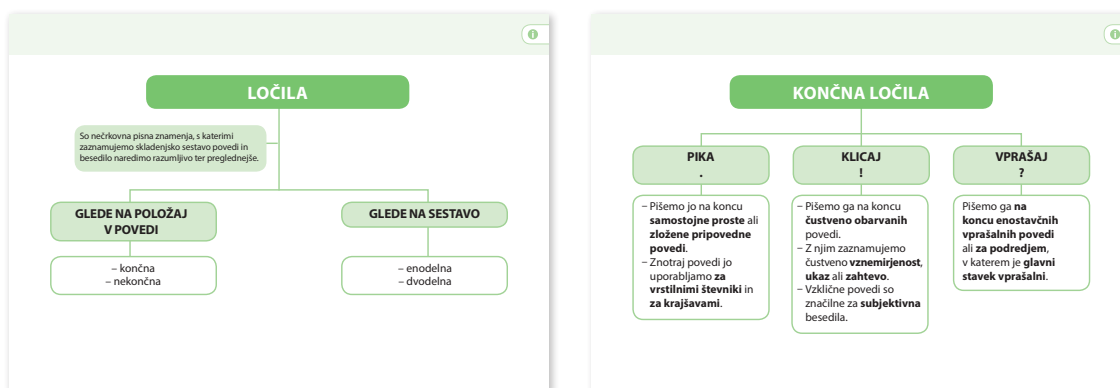 LOČILA
So nečrkovna pisna znamenja, s katerimi
zaznamujemo skladenjsko sestavo povedi in
besedilo naredimo razumljivo ter preglednejše.
GLEDE NA POLOŽAJ
V POVEDI
– končna
– nekončna
GLEDE NA SESTAVO
– enodelna
– dvodelna
KONČNA LOČILA
PIKA
.
– Pišemo jo na koncu
samostojne proste ali
zložene pripovedne
povedi.
– Znotraj povedi jo
uporabljamo za
vrstilnimi števniki in
za krajšavami.
KLICAJ
!
– Pišemo ga na koncu
čustveno obarvanih
povedi.
– Z njim zaznamujemo
čustveno vznemirjenost,
ukaz ali zahtevo.
– Vzklične povedi so
značilne za subjektivna
besedila.
VPRAŠAJ
?
Pišemo ga na
koncu enostavčnih
vprašalnih povedi
ali za podredjem,
v katerem je glavni
stavek vprašalni.